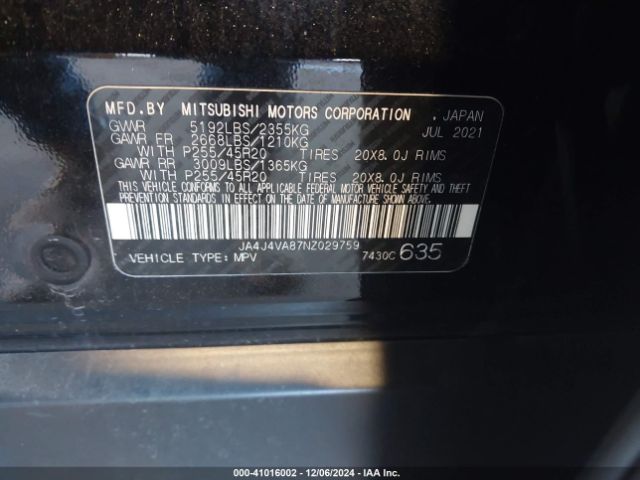 MFD.BY MITSUBISHI MOTORS CORPORATION . JAPAN
GVWR 5192LBS/2355KG JUL 2021
GAWR FR 2668LBS/1210KG
WITH P255/45R20 TIRES 20X8.0J RIMS
GAWR RR 3009LBS/1365KG
WITH P255/45R20 TIRES 20X8.0J RIMS
THIS VEHICLE CONFORMS TO ALL APPLICABLE FEDERAL MOTOR VEHICLE SAFETY AND THEFT
PREVENTION STANDARDS IN EFFECT ON THE DATE OF MANUFACTURE SHOWN ABOVE.
JA4J4VA87NZ029759
VEHICLE TYPE: MPV 7430C 635
Stock No: 41016002 - 12/06/2024 - IAA Inc.